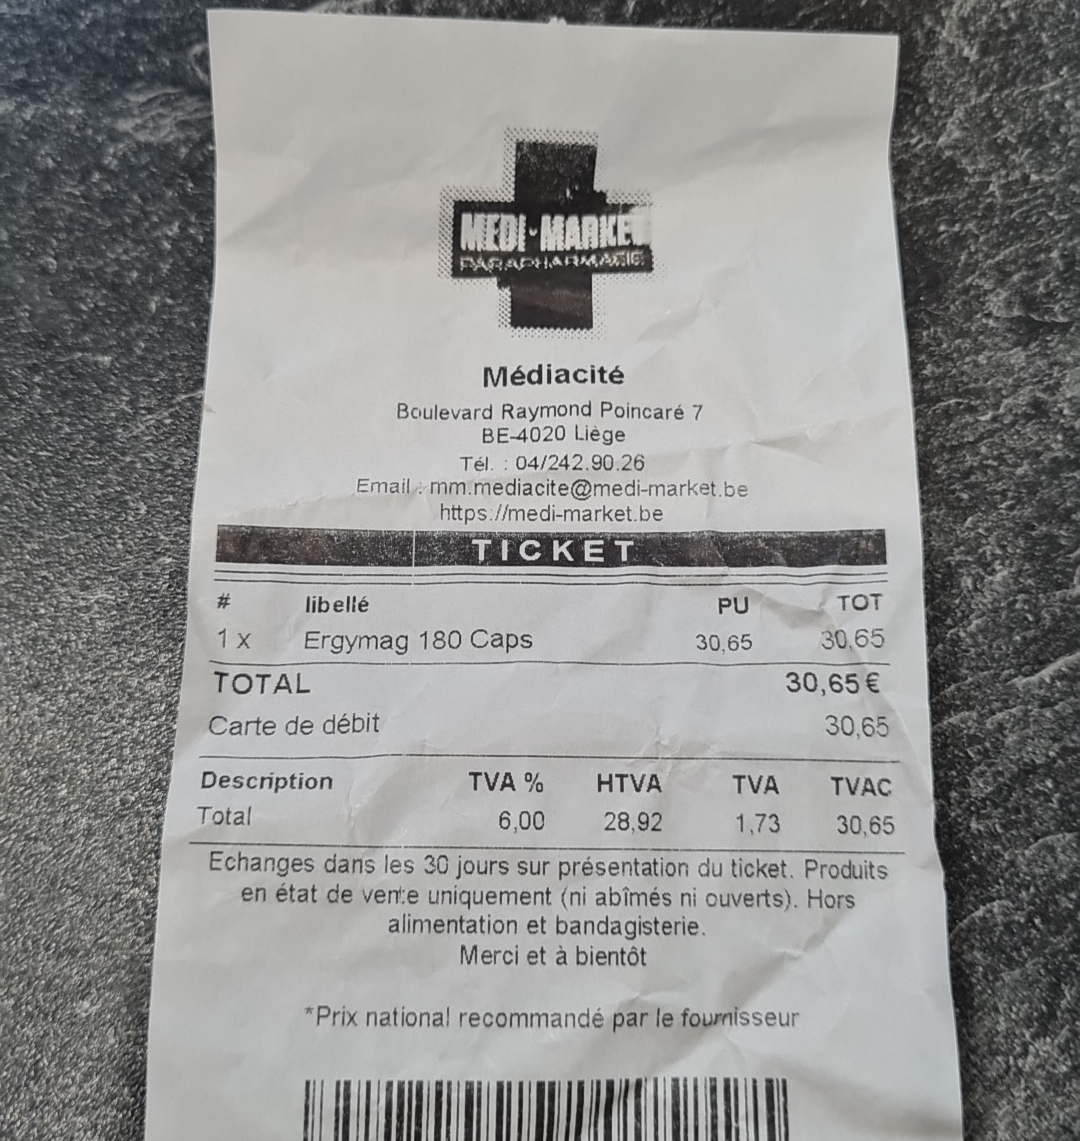 MEDI-MARKET
PARAPHARMACIE
Médiacité
Boulevard Raymond Poincaré 7
BE-4020 Liège
Tél. : 04/242.90.26
Email : mm.mediacite@medi-market.be
https://medi-market.be
TICKET
# libellé PU TOT
1 x Ergymag 180 Caps 30,65 30,65
TOTAL 30,65 €
Carte de débit 30,65
Description TVA % HTVA TVA TVAC
Total 6,00 28,92 1,73 30,65
Echanges dans les 30 jours sur présentation du ticket. Produits
en état de vente uniquement (ni abîmés ni ouverts). Hors
alimentation et bandagisterie.
Merci et à bientôt
*Prix national recommandé par le fournisseur